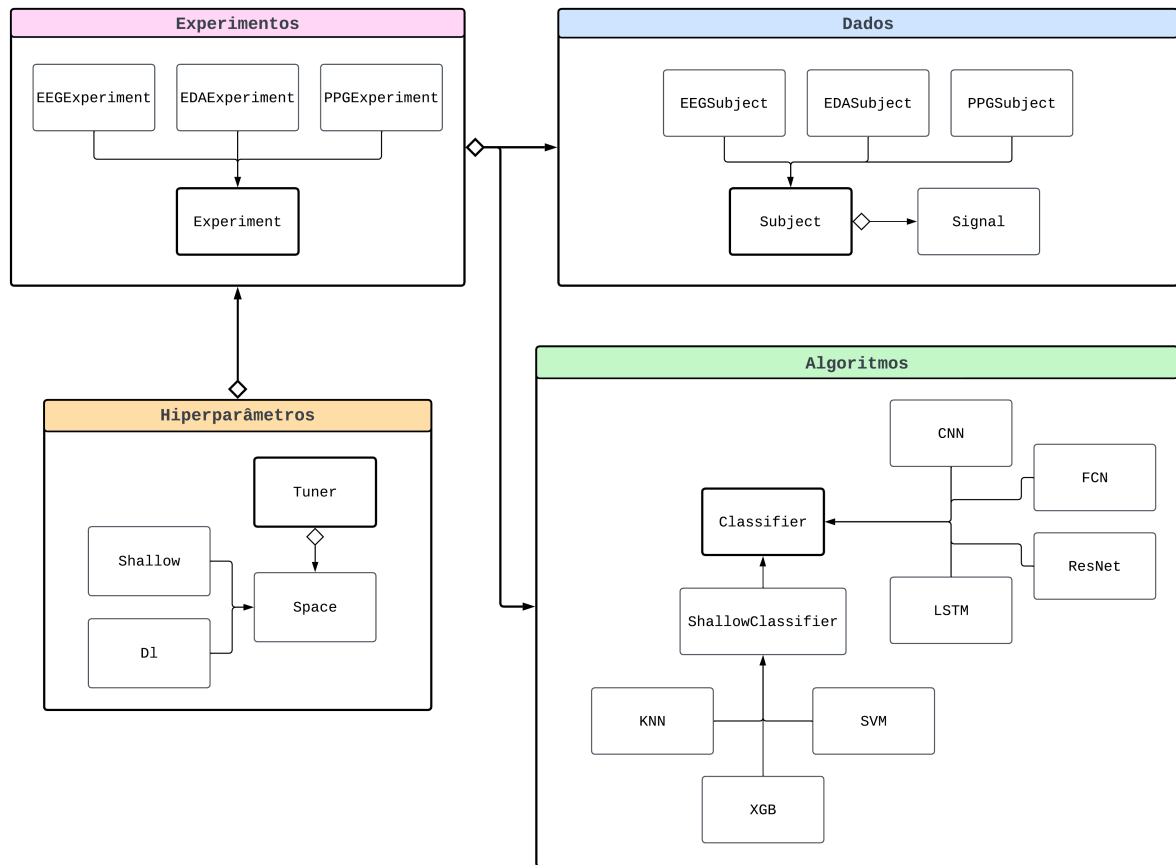 Experimentos
EEGExperiment
EDAExperiment
PPGExperiment
Experiment
Dados
EEGSubject
EDASubject
PPGSubject
Subject
Signal
Hiperparâmetros
Tuner
Shallow
Space
Dl
Algoritmos
CNN
FCN
Classifier
ResNet
LSTM
ShallowClassifier
KNN
SVM
XGB